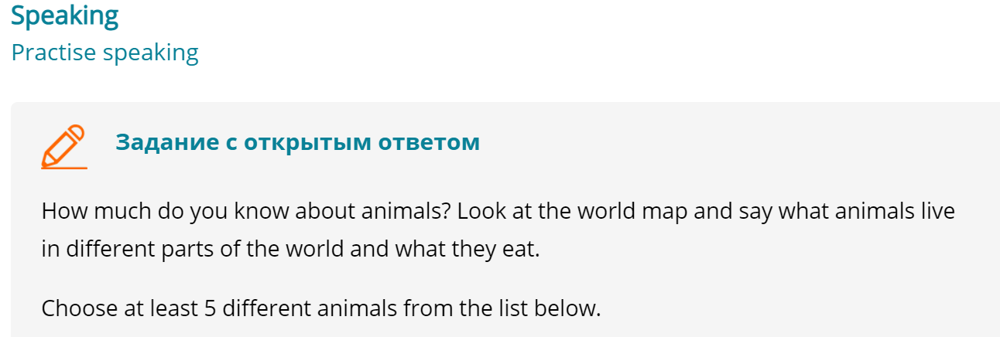 Speaking
Practise speaking
Задание с открытым ответом
How much do you know about animals? Look at the world map and say what animals live
in different parts of the world and what they eat.
Choose at least 5 different animals from the list below.